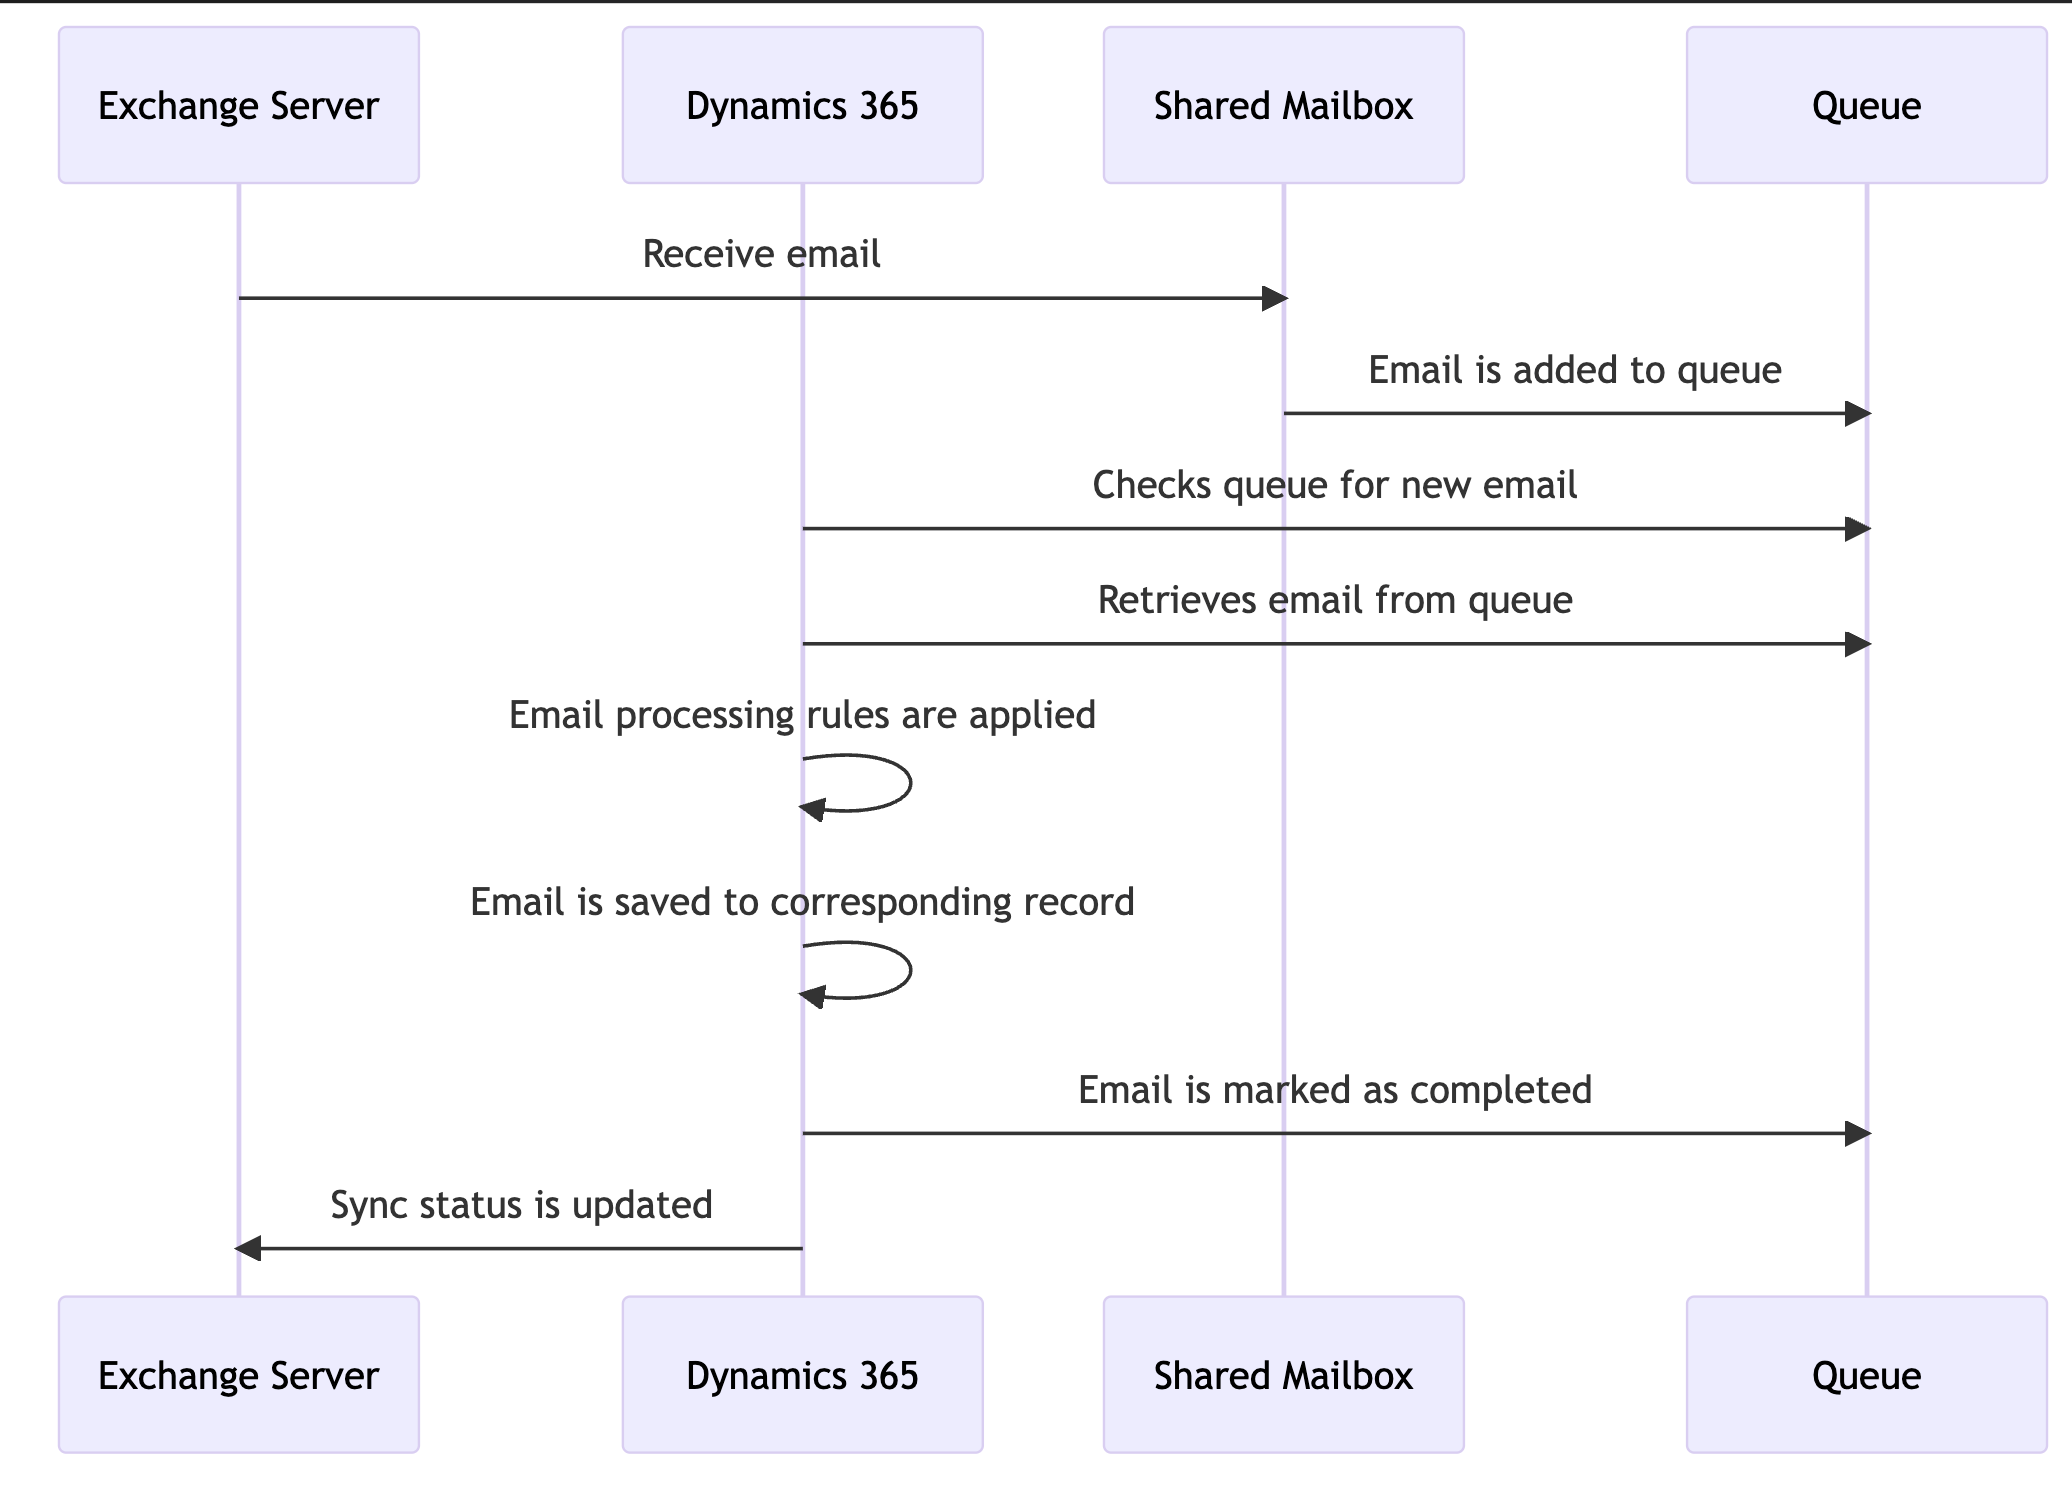 Exchange Server
Dynamics 365
Shared Mailbox
Queue
Receive email
Email is added to queue
Checks queue for new email
Retrieves email from queue
Email processing rules are applied
Email is saved to corresponding record
Email is marked as completed
Sync status is updated
Exchange Server
Dynamics 365
Shared Mailbox
Queue